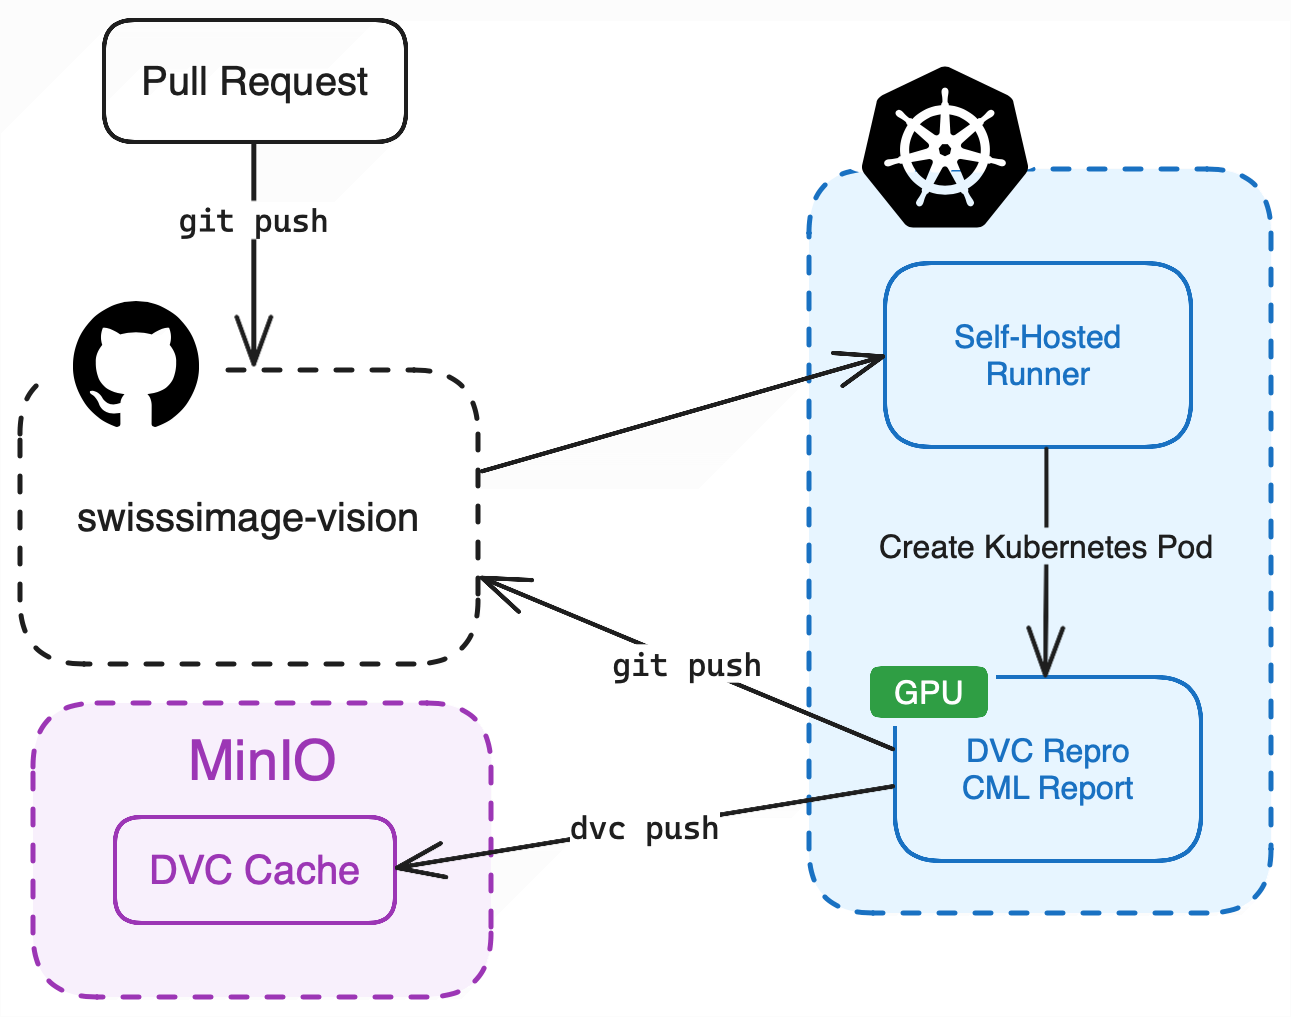 Pull Request
git push
swisssimage-vision
Self-Hosted
Runner
Create Kubernetes Pod
git push
GPU
DVC Repro
CML Report
MinIO
dvc push
DVC Cache